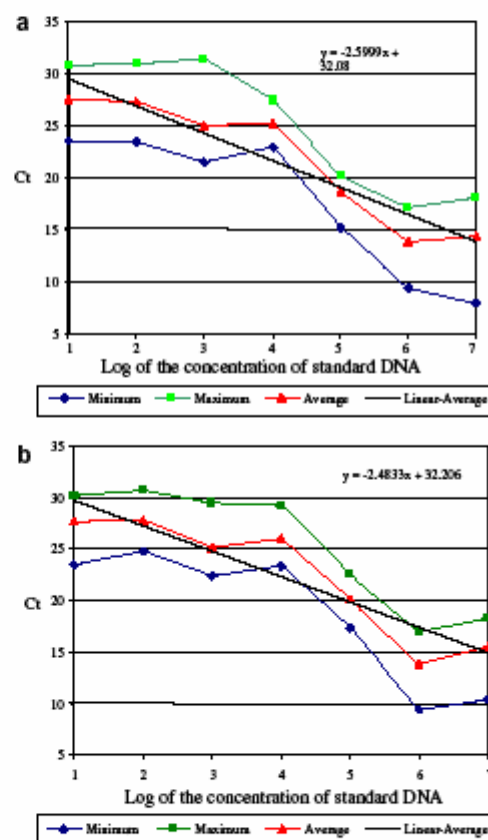 a
35
30
25
20
15
10
5
Ct
y = -2.5999x +
32.08
1 2 3 4 5 6 7
Log of the concentration of standard DNA
Minimum Maximum Average Linear-Average
b
35
30
25
20
15
10
5
Ct
y = -2.4833x + 32.206
1 2 3 4 5 6 7
Log of the concentration of standard DNA
Minimum Maximum Average Linear-Average